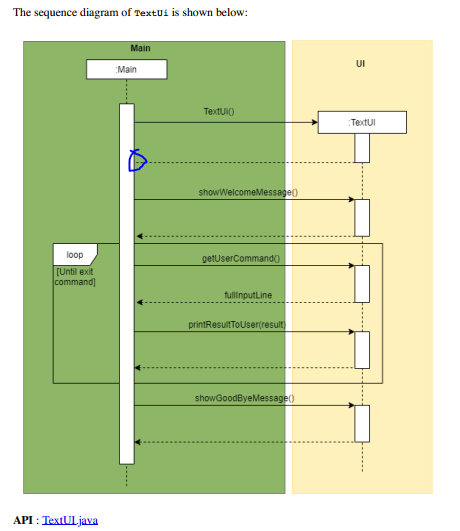 The sequence diagram of TextUi is shown below:
Main
UI
:Main
TextUi()
:TextUI
showWelcomeMessage()
loop
[Until exit
command]
getUserCommand()
fullInputLine
printResultToUser(result)
showGoodByeMessage()
API : TextUI.java